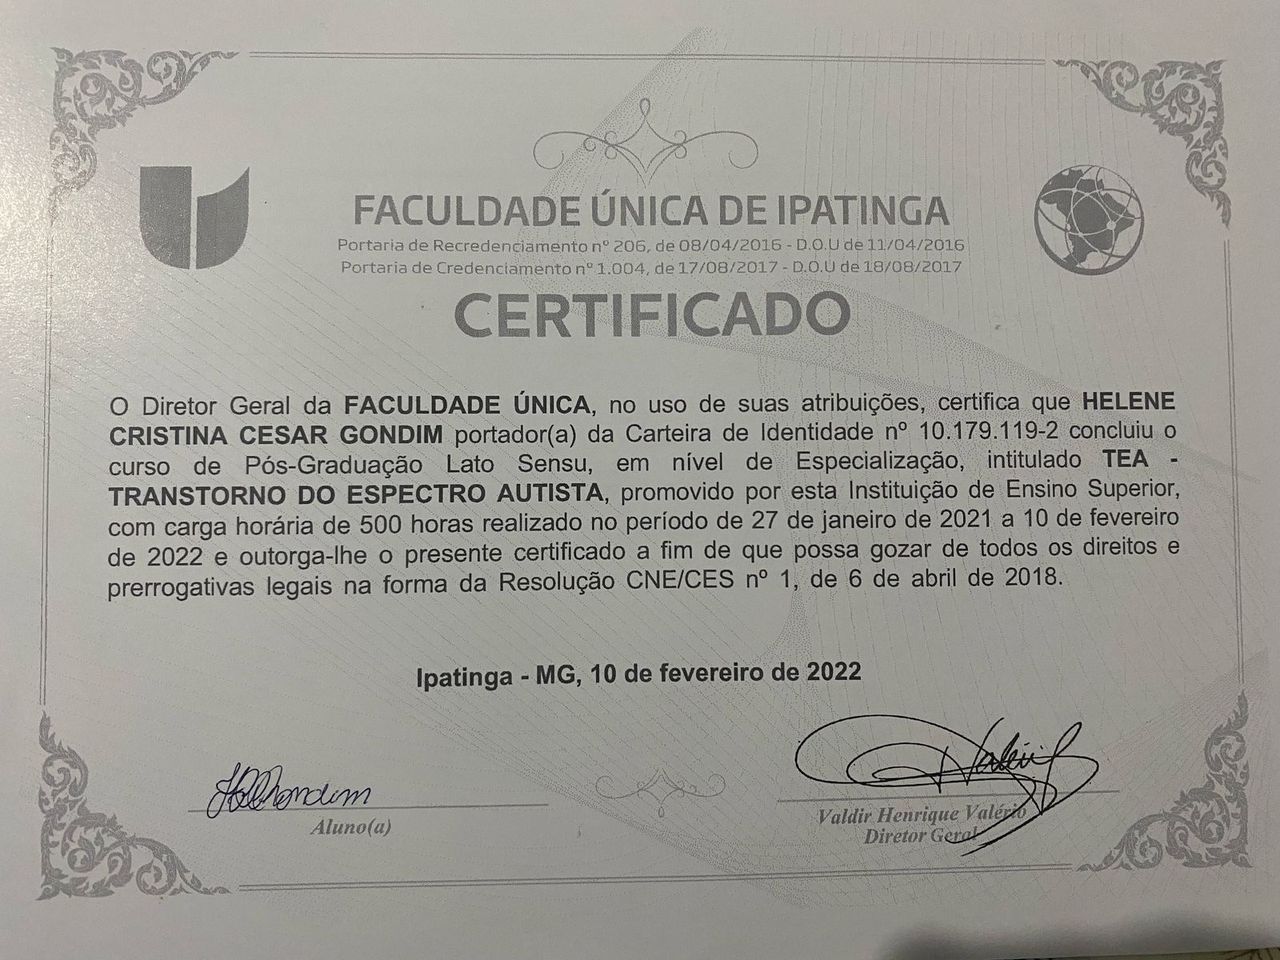 FACULDADE ÚNICA DE IPATINGA
Portaria de Recredenciamento nº 206, de 08/04/2016 - D.O.U de 11/04/2016
Portaria de Credenciamento nº 1.004, de 17/08/2017 - D.O.U de 18/08/2017
CERTIFICADO
O Diretor Geral da FACULDADE ÚNICA, no uso de suas atribuições, certifica que HELENE
CRISTINA CESAR GONDIM portador(a) da Carteira de Identidade nº 10.179.119-2 concluiu o
curso de Pós-Graduação Lato Sensu, em nível de Especialização, intitulado TEA -
TRANSTORNO DO ESPECTRO AUTISTA, promovido por esta Instituição de Ensino Superior,
com carga horária de 500 horas realizado no período de 27 de janeiro de 2021 a 10 de fevereiro
de 2022 e outorga-lhe o presente certificado a fim de que possa gozar de todos os direitos e
prerrogativas legais na forma da Resolução CNE/CES nº 1, de 6 de abril de 2018.
Ipatinga - MG, 10 de fevereiro de 2022
Aluno(a)
Valdir Henrique Valério
Diretor Geral